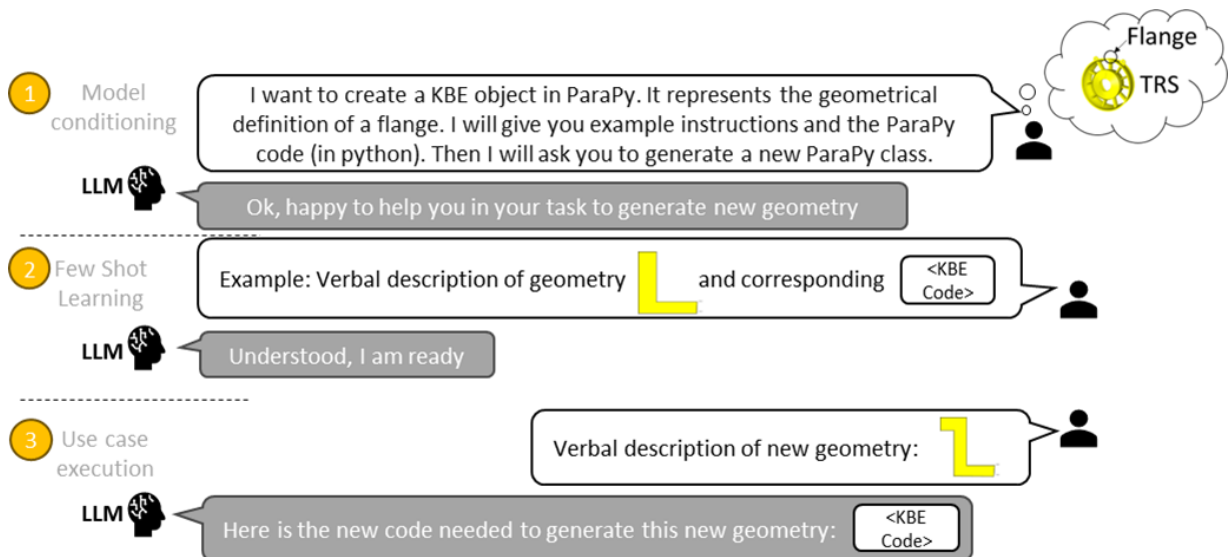 Flange
TRS
1
Model
conditioning
I want to create a KBE object in ParaPy. It represents the geometrical
definition of a flange. I will give you example instructions and the ParaPy
code (in python). Then I will ask you to generate a new ParaPy class.
LLM
Ok, happy to help you in your task to generate new geometry
2
Few Shot
Learning
Example: Verbal description of geometry and corresponding
<KBE
Code>
LLM
Understood, I am ready
3
Use case
execution
Verbal description of new geometry:
LLM
Here is the new code needed to generate this new geometry:
<KBE
Code>